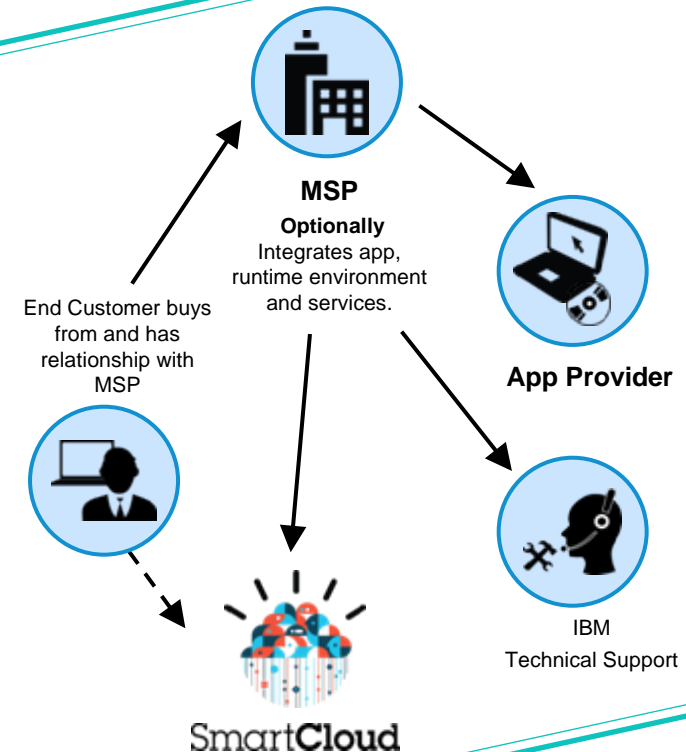 MSP
Optionally
Integrates app,
runtime environment
and services.
End Customer buys
from and has
relationship with
MSP
App Provider
IBM
Technical Support
SmartCloud